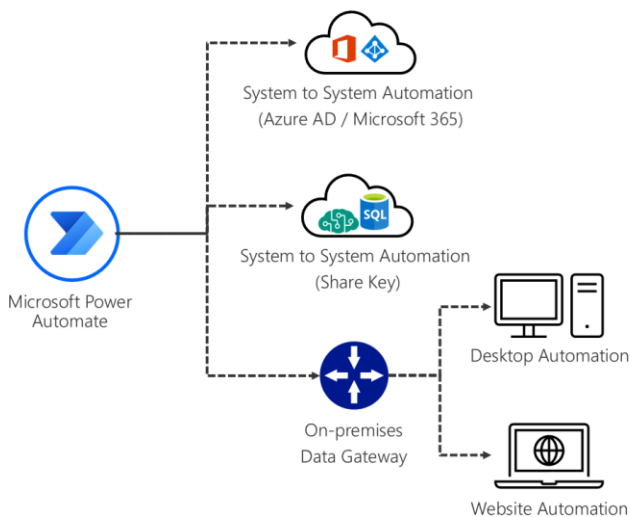 System to System Automation
(Azure AD / Microsoft 365)
SQL
System to System Automation
(Share Key)
Microsoft Power
Automate
Desktop Automation
On-premises
Data Gateway
Website Automation